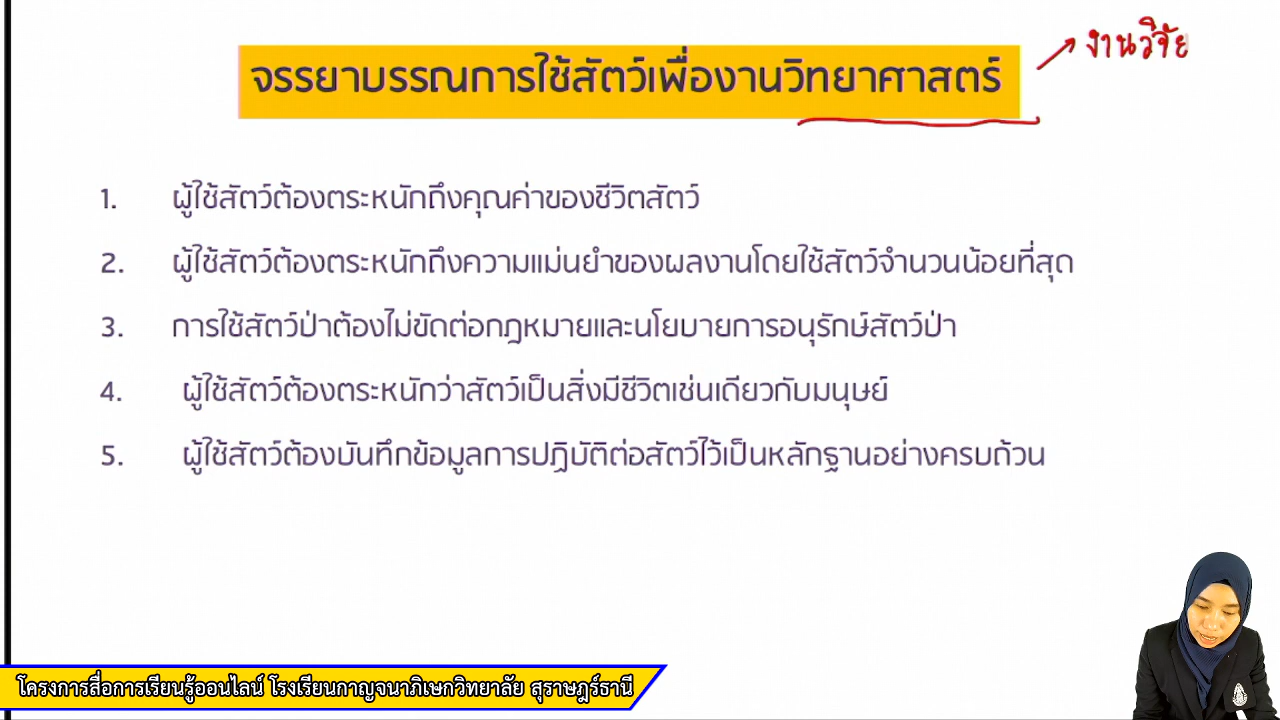 จรรยาบรรณการใช้สัตว์เพื่องานวิทยาศาสตร์
งานวิจัย
1. ผู้ใช้สัตว์ต้องตระหนักถึงคุณค่าของชีวิตสัตว์
2. ผู้ใช้สัตว์ต้องตระหนักถึงความแม่นยำของผลงานโดยใช้สัตว์จำนวนน้อยที่สุด
3. การใช้สัตว์ป่าต้องไม่ขัดต่อกฎหมายและนโยบายการอนุรักษ์สัตว์ป่า
4. ผู้ใช้สัตว์ต้องตระหนักว่าสัตว์เป็นสิ่งมีชีวิตเช่นเดียวกับมนุษย์
5. ผู้ใช้สัตว์ต้องบันทึกข้อมูลการปฏิบัติต่อสัตว์ไว้เป็นหลักฐานอย่างครบถ้วน
โครงการสื่อการเรียนรู้ออนไลน์ โรงเรียนกาญจนาภิเษกวิทยาลัย สุราษฎร์ธานี